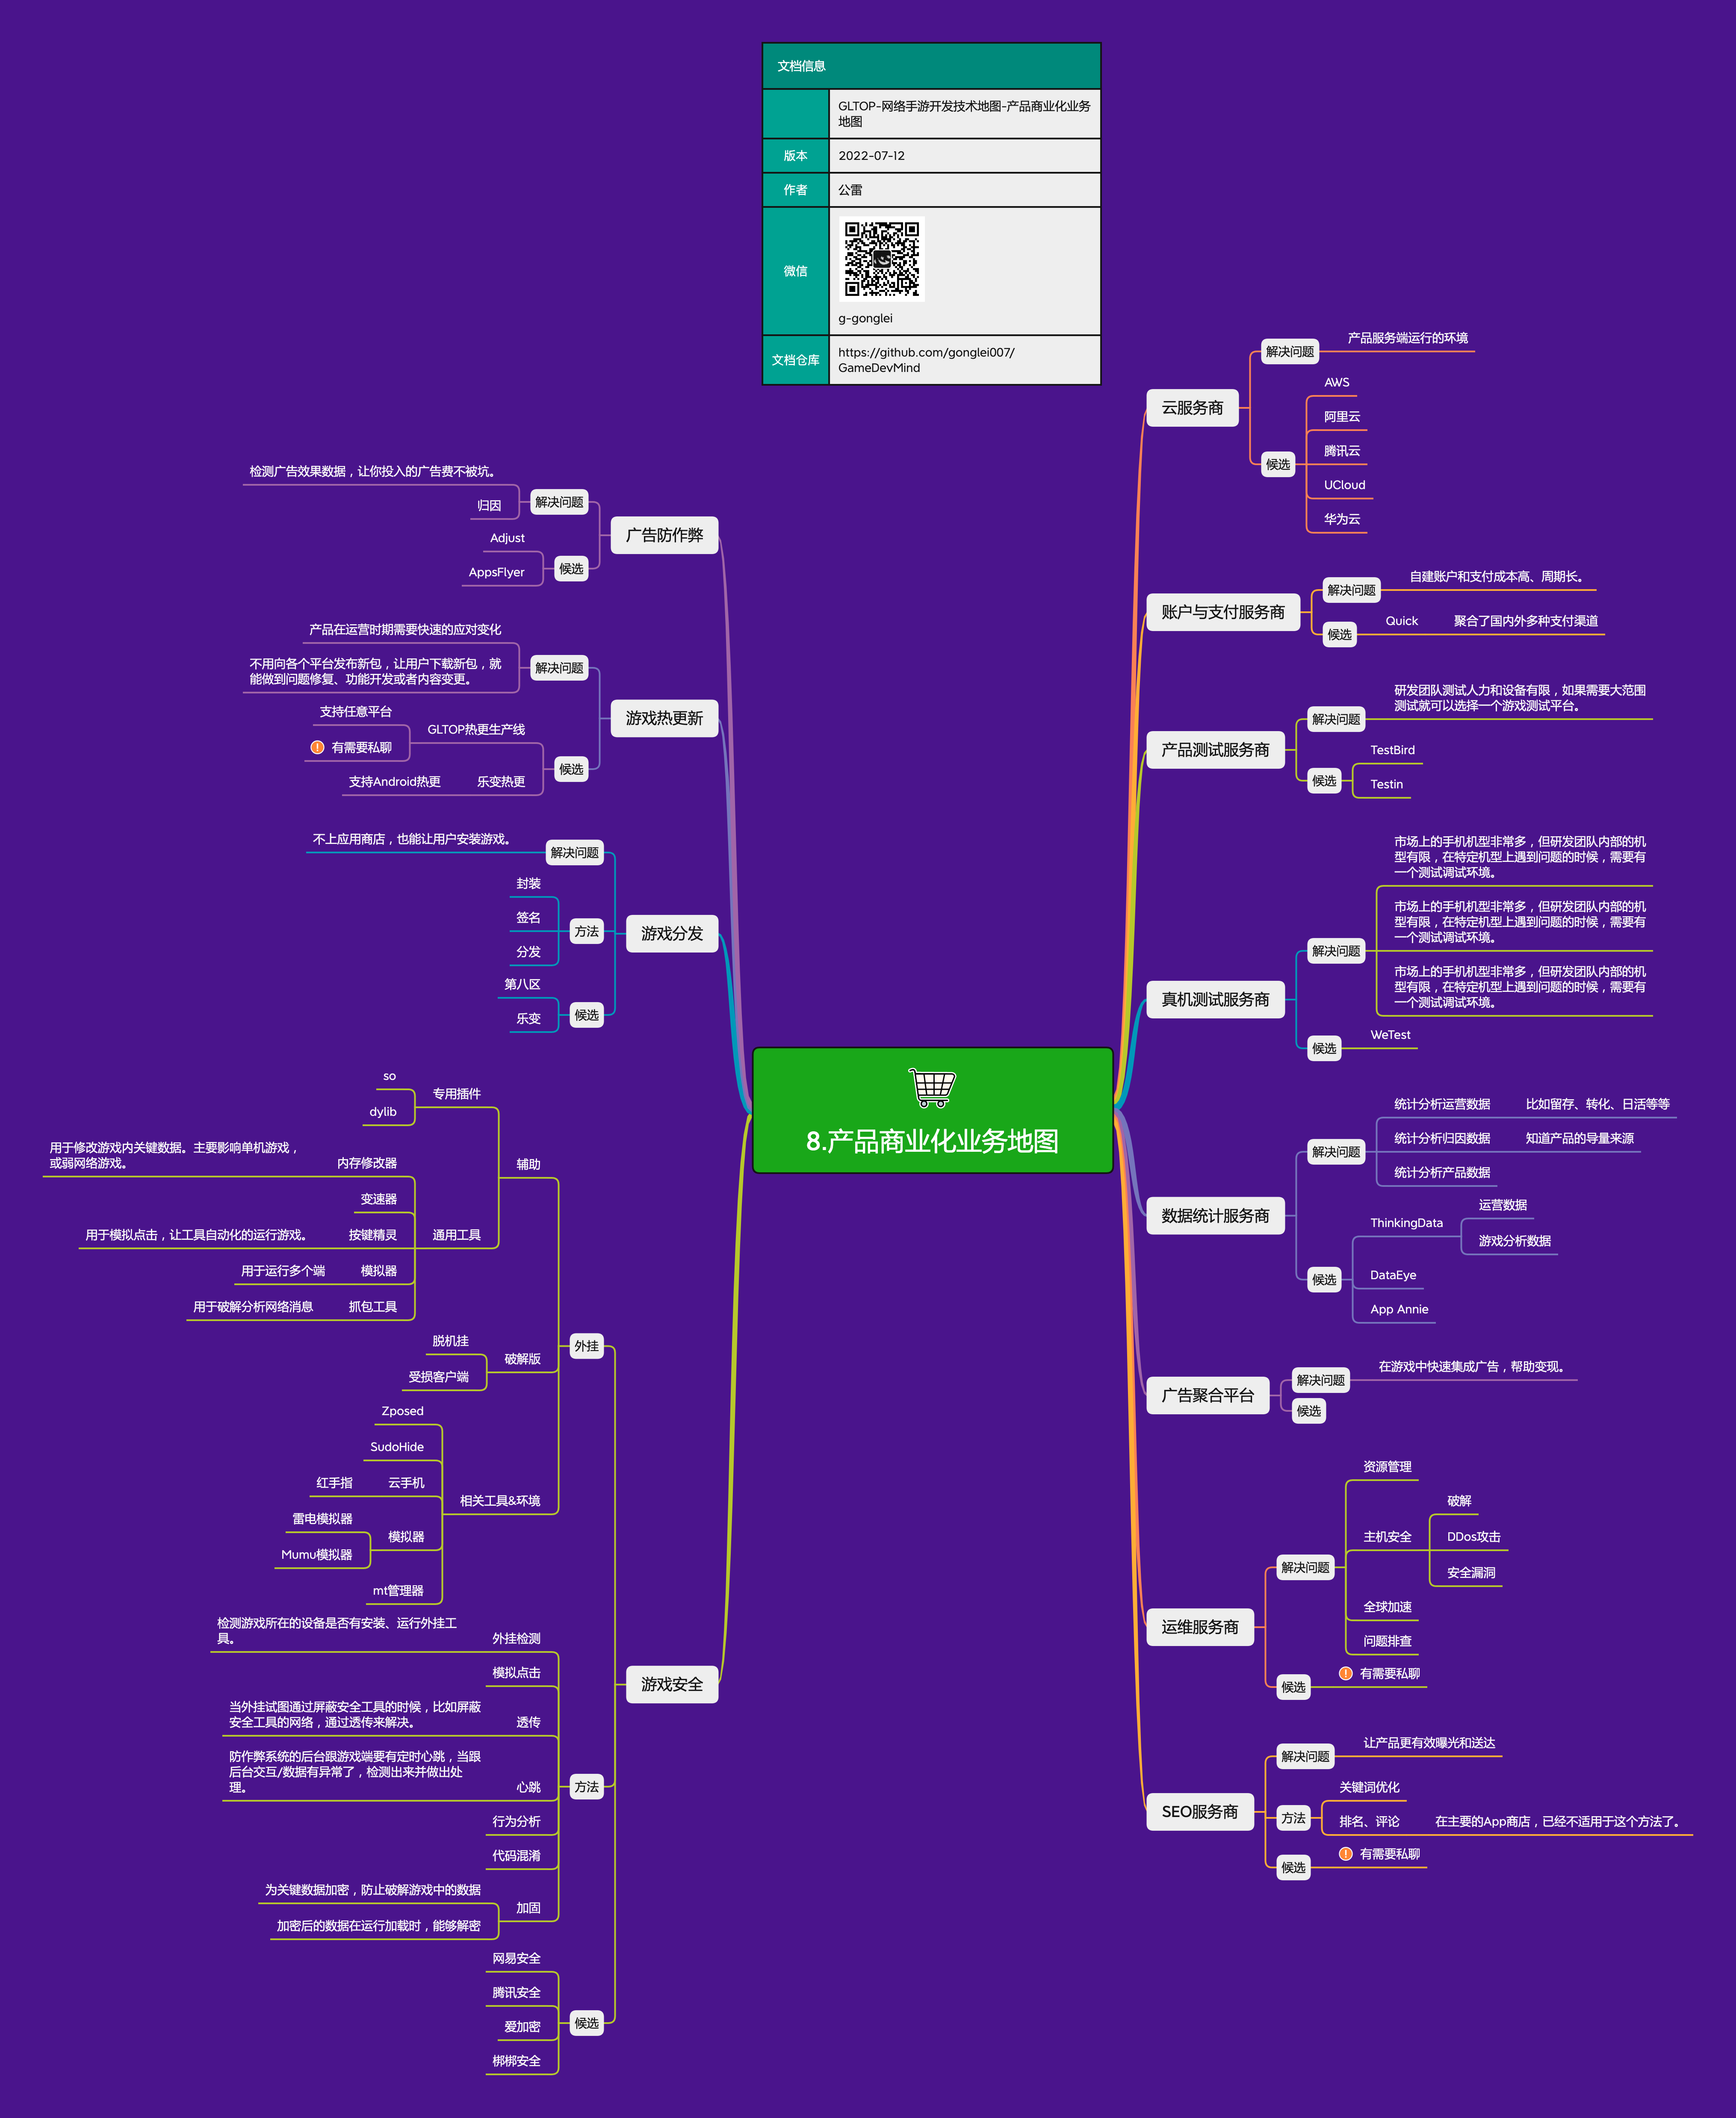 文档信息
GLTOP-网络手游开发技术地图-产品商业化业务
地图
版本
2022-07-12
作者
公雷
微信
g-gonglei
文档仓库
https://github.com/gonglei007/
GameDevMind
8.产品商业化业务地图
云服务商
解决问题
产品服务端运行的环境
候选
AWS
阿里云
腾讯云
UCloud
华为云
账户与支付服务商
解决问题
自建账户和支付成本高、周期长。
候选
Quick
聚合了国内外多种支付渠道
产品测试服务商
解决问题
研发团队测试人力和设备有限，如果需要大范围
测试就可以选择一个游戏测试平台。
候选
TestBird
Testin
真机测试服务商
解决问题
市场上的手机机型非常多，但研发团队内部的机
型有限，在特定机型上遇到问题的时候，需要有
一个测试调试环境。
市场上的手机机型非常多，但研发团队内部的机
型有限，在特定机型上遇到问题的时候，需要有
一个测试调试环境。
市场上的手机机型非常多，但研发团队内部的机
型有限，在特定机型上遇到问题的时候，需要有
一个测试调试环境。
候选
WeTest
数据统计服务商
解决问题
统计分析运营数据
比如留存、转化、日活等等
统计分析归因数据
知道产品的导量来源
统计分析产品数据
候选
ThinkingData
运营数据
游戏分析数据
DataEye
App Annie
广告聚合平台
解决问题
在游戏中快速集成广告，帮助变现。
候选
运维服务商
解决问题
资源管理
主机安全
破解
DDos攻击
安全漏洞
全球加速
问题排查
候选
有需要私聊
SEO服务商
解决问题
让产品更有效曝光和送达
方法
关键词优化
排名、评论
在主要的App商店，已经不适用于这个方法了。
候选
有需要私聊
广告防作弊
解决问题
检测广告效果数据，让你投入的广告费不被坑。
归因
候选
Adjust
AppsFlyer
游戏热更新
解决问题
产品在运营时期需要快速的应对变化
不用向各个平台发布新包，让用户下载新包，就
能做到问题修复、功能开发或者内容变更。
候选
GLTOP热更生产线
支持任意平台
有需要私聊
乐变热更
支持Android热更
游戏分发
解决问题
不上应用商店，也能让用户安装游戏。
方法
封装
签名
分发
候选
第八区
乐变
游戏安全
外挂
辅助
专用插件
so
dylib
通用工具
内存修改器
用于修改游戏内关键数据。主要影响单机游戏，
或弱网络游戏。
变速器
按键精灵
用于模拟点击，让工具自动化的运行游戏。
模拟器
用于运行多个端
抓包工具
用于破解分析网络消息
破解版
脱机挂
受损客户端
相关工具&环境
Zposed
SudoHide
云手机
红手指
模拟器
雷电模拟器
Mumu模拟器
mt管理器
方法
外挂检测
检测游戏所在的设备是否有安装、运行外挂工
具。
模拟点击
透传
当外挂试图通过屏蔽安全工具的时候，比如屏蔽
安全工具的网络，通过透传来解决。
心跳
防作弊系统的后台跟游戏端要有定时心跳，当跟
后台交互/数据有异常了，检测出来并做出处
理。
行为分析
代码混淆
加固
为关键数据加密，防止破解游戏中的数据
加密后的数据在运行加载时，能够解密
候选
网易安全
腾讯安全
爱加密
梆梆安全